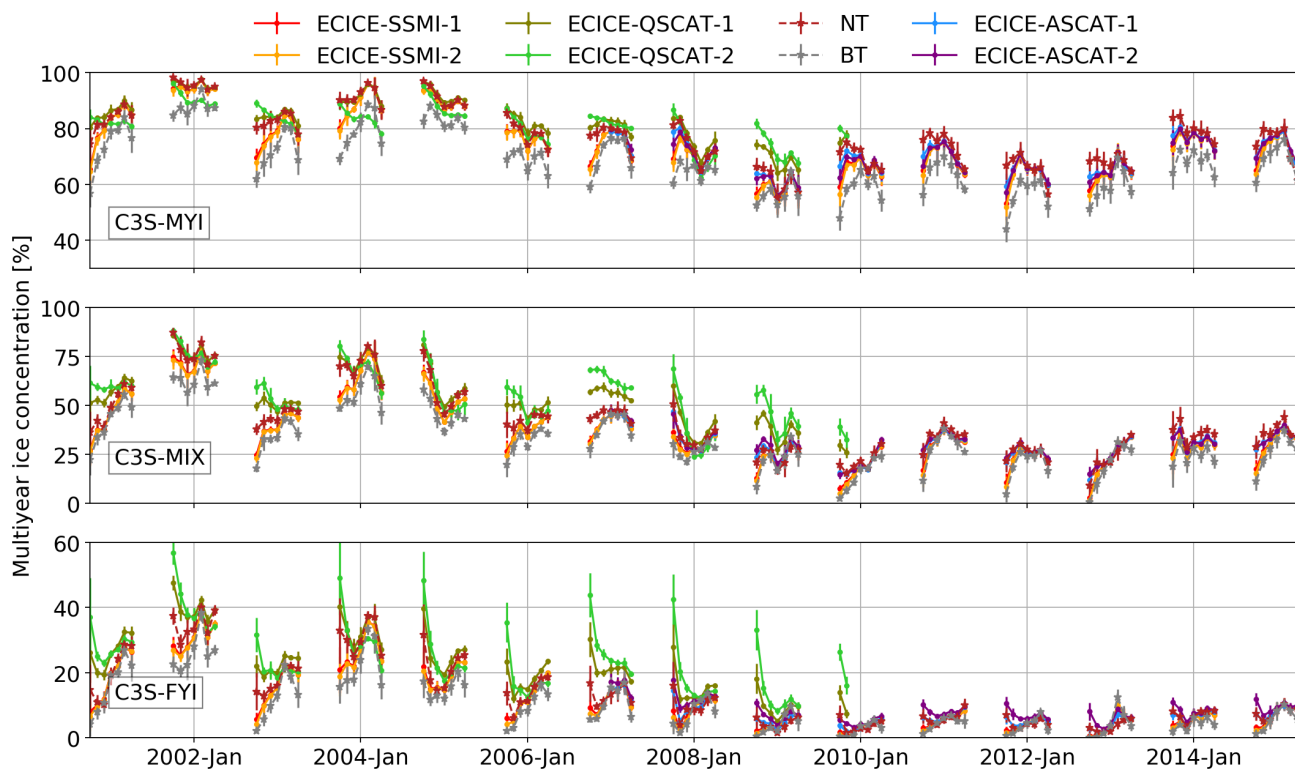 ECICE-SSMI-1 ECICE-QSCAT-1 NT ECICE-ASCAT-1
ECICE-SSMI-2 ECICE-QSCAT-2 BT ECICE-ASCAT-2
Multiyear ice concentration [%]
100
80
60
40
C3S-MYI
100
75
50
25
0
C3S-MIX
60
40
20
0
C3S-FYI
2002-Jan 2004-Jan 2006-Jan 2008-Jan 2010-Jan 2012-Jan 2014-Jan